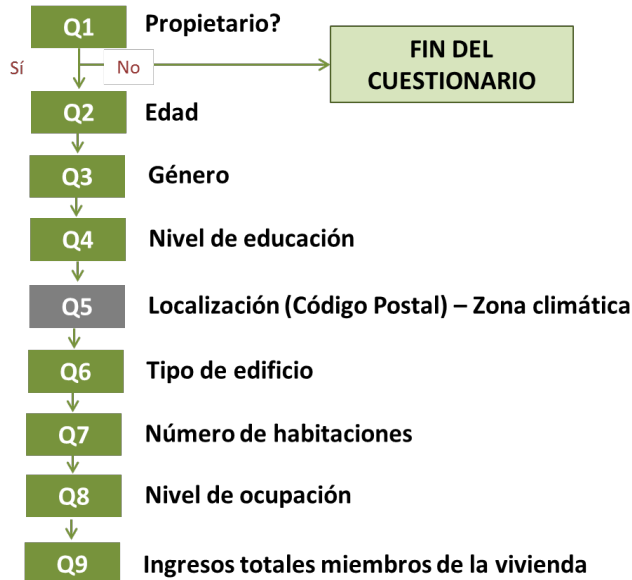 Q1 Propietario?
Sí No FIN DEL
CUESTIONARIO
Q2 Edad
Q3 Género
Q4 Nivel de educación
Q5 Localización (Código Postal) – Zona climática
Q6 Tipo de edificio
Q7 Número de habitaciones
Q8 Nivel de ocupación
Q9 Ingresos totales miembros de la vivienda